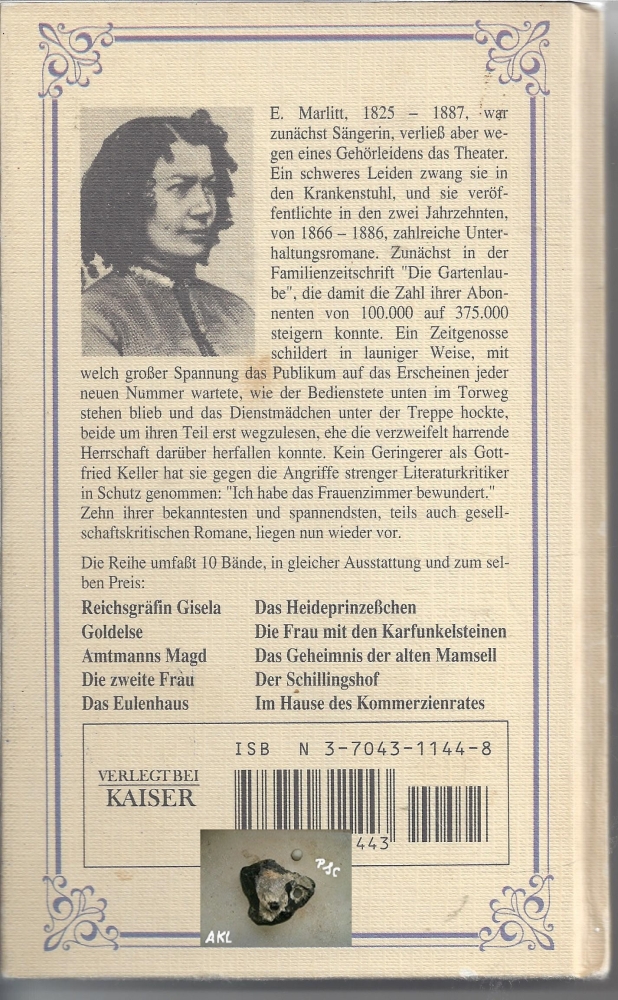 E. Marlitt, 1825 – 1887, war
zunächst Sängerin, verließ aber we-
gen eines Gehörleidens das Theater.
Ein schweres Leiden zwang sie in
den Krankenstuhl, und sie veröf-
fentlichte in den zwei Jahrzehnten,
von 1866 – 1886, zahlreiche Unter-
haltungsromane. Zunächst in der
Familienzeitschrift "Die Gartenlau-
be", die damit die Zahl ihrer Abon-
nenten von 100.000 auf 375.000
steigern konnte. Ein Zeitgenosse
schildert in launiger Weise, mit
welch großer Spannung das Publikum auf das Erscheinen jeder
neuen Nummer wartete, wie der Bedienstete unten im Torweg
stehen blieb und das Dienstmädchen unter der Treppe hockte,
beide um ihren Teil erst wegzulesen, ehe die verzweifelt harrende
Herrschaft darüber herfallen konnte. Kein Geringerer als Gott-
fried Keller hat sie gegen die Angriffe strenger Literaturkritiker
in Schutz genommen: "Ich habe das Frauenzimmer bewundert."
Zehn ihrer bekanntesten und spannendsten, teils auch gesell-
schaftskritischen Romane, liegen nun wieder vor.
Die Reihe umfaßt 10 Bände, in gleicher Ausstattung und zum sel-
ben Preis:
Reichsgräfin Gisela
Goldelse
Amtmanns Magd
Die zweite Frau
Das Eulenhaus
Das Heideprinzeßchen
Die Frau mit den Karfunkelsteinen
Das Geheimnis der alten Mamsell
Der Schillingshof
Im Hause des Kommerzienrates
ISB N 3-7043-1144-8
VERLEGT BEI
KAISER
443
PSC
AKL